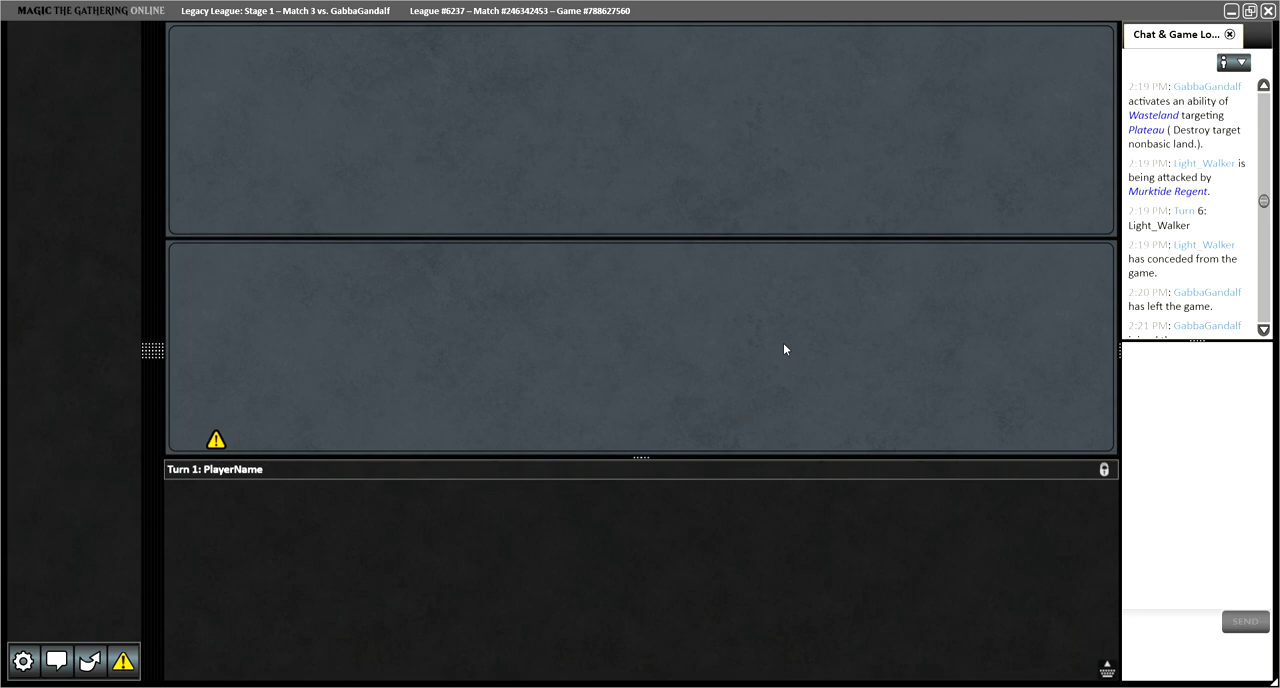 MAGIC THE GATHERING ONLINE Legacy League: Stage 1 – Match 3 vs. GabbaGandalf League #6237 – Match #246342453 – Game #788627560
Chat & Game Lo...
2:19 PM: GabbaGandalf
activates an ability of
Wasteland targeting
Plateau ( Destroy target
nonbasic land.).
2:19 PM: Light_Walker is
being attacked by
Murktide Regent.
2:19 PM: Turn 6:
Light_Walker
2:19 PM: Light_Walker
has conceded from the
game.
2:20 PM: GabbaGandalf
has left the game.
2:21 PM: GabbaGandalf
Turn 1: PlayerName
SEND